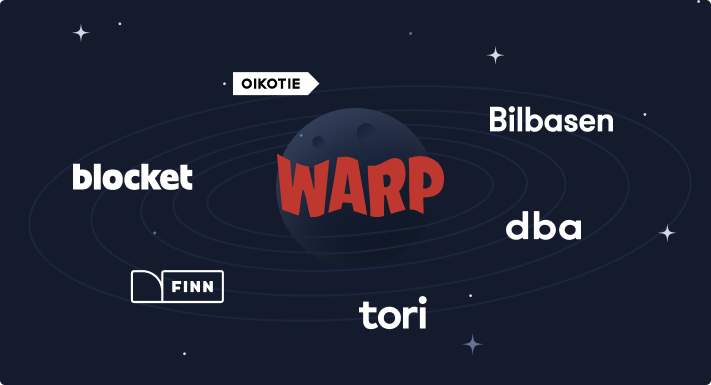 OIKOTIE
Bilbasen
blocket
WARP
dba
FINN
tori